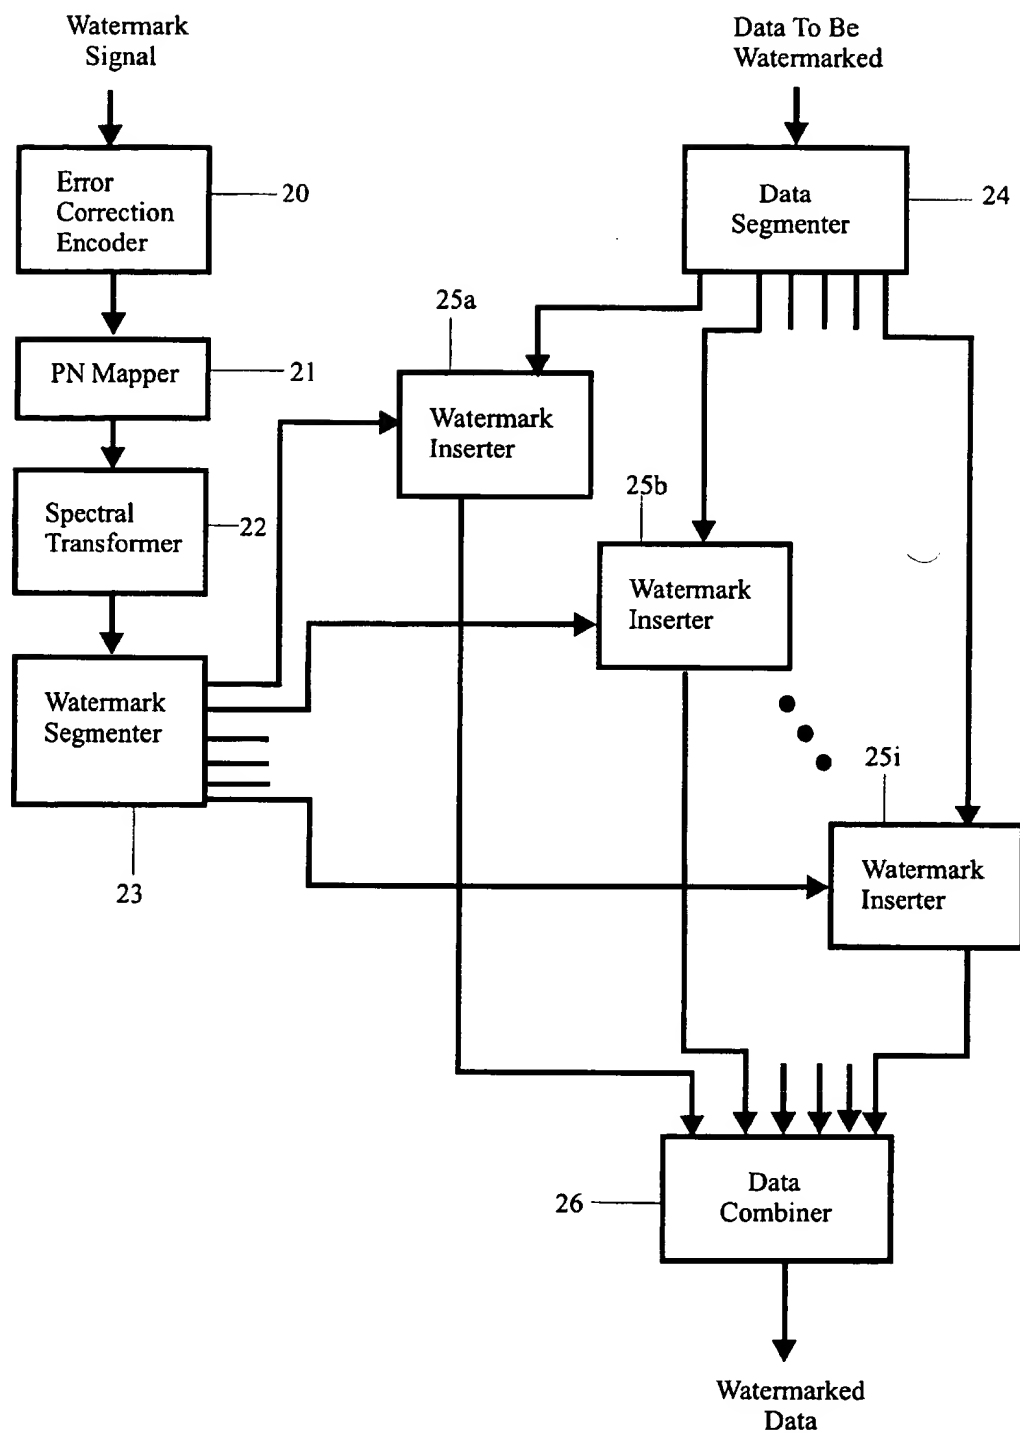 Watermark
Signal
Data To Be
Watermarked
Error
Correction
Encoder
20
Data
Segmenter
24
25a
PN Mapper
21
Watermark
Inserter
25b
Spectral
Transformer
22
Watermark
Inserter
Watermark
Segmenter
23
25i
Watermark
Inserter
26
Data
Combiner
Watermarked
Data